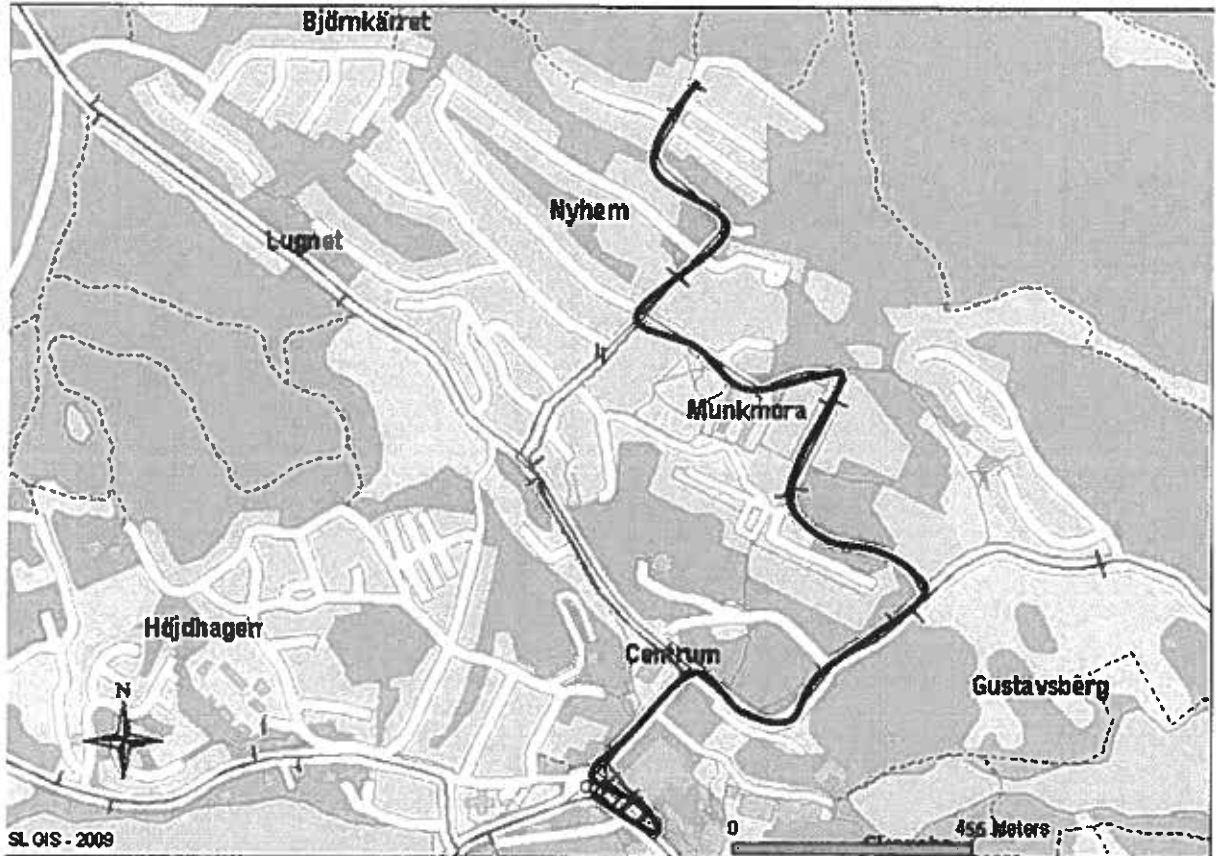 Björnkärret
Nyhem
Lugnet
Munkmora
Höjdhagen
Centrum
Gustavsberg
N
0
455 Meters
SL GIS - 2009